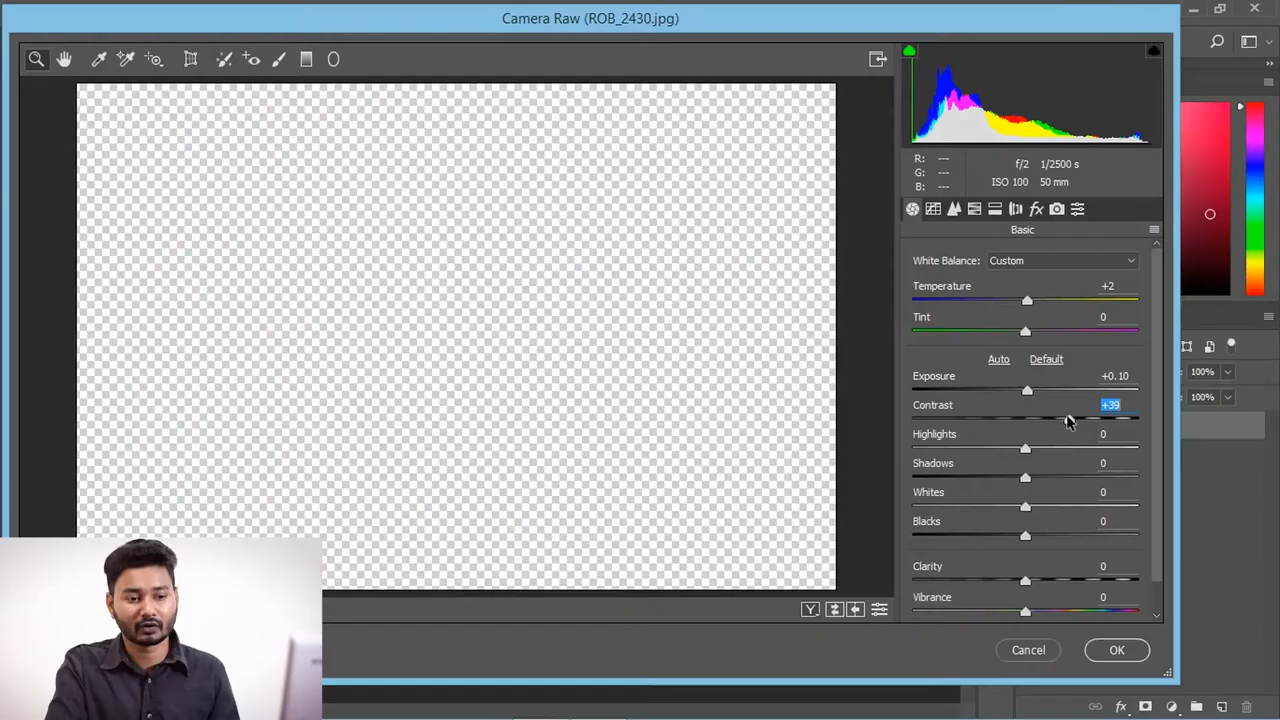 Camera Raw (ROB_2430.jpg)
R: ---
G: ---
B: ---
f/2 1/2500 s
ISO 100 50 mm
fx
Basic
White Balance: Custom
Temperature +2
Tint 0
Auto Default
Exposure +0.10
Contrast +39
Highlights 0
Shadows 0
Whites 0
Blacks 0
Clarity 0
Vibrance 0
Y
Cancel OK
100%
100%
fx